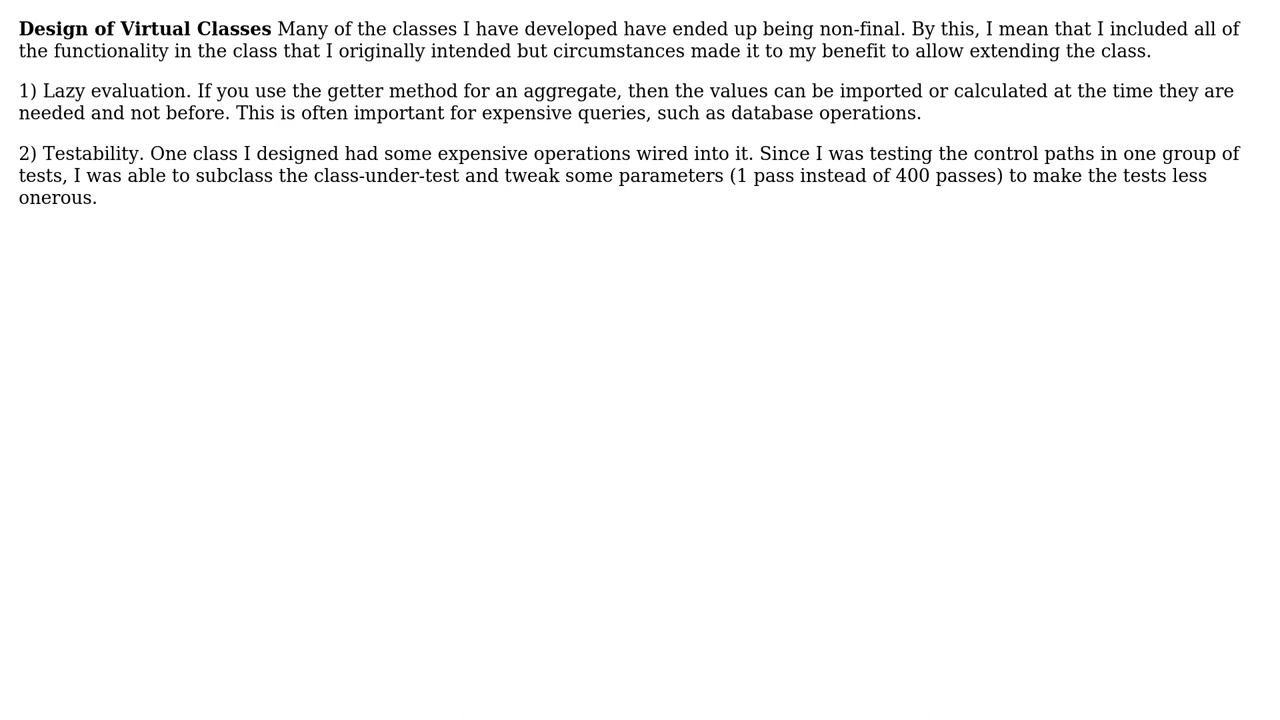 Design of Virtual Classes Many of the classes I have developed have ended up being non-final. By this, I mean that I included all of
the functionality in the class that I originally intended but circumstances made it to my benefit to allow extending the class.
1) Lazy evaluation. If you use the getter method for an aggregate, then the values can be imported or calculated at the time they are
needed and not before. This is often important for expensive queries, such as database operations.
2) Testability. One class I designed had some expensive operations wired into it. Since I was testing the control paths in one group of
tests, I was able to subclass the class-under-test and tweak some parameters (1 pass instead of 400 passes) to make the tests less
onerous.